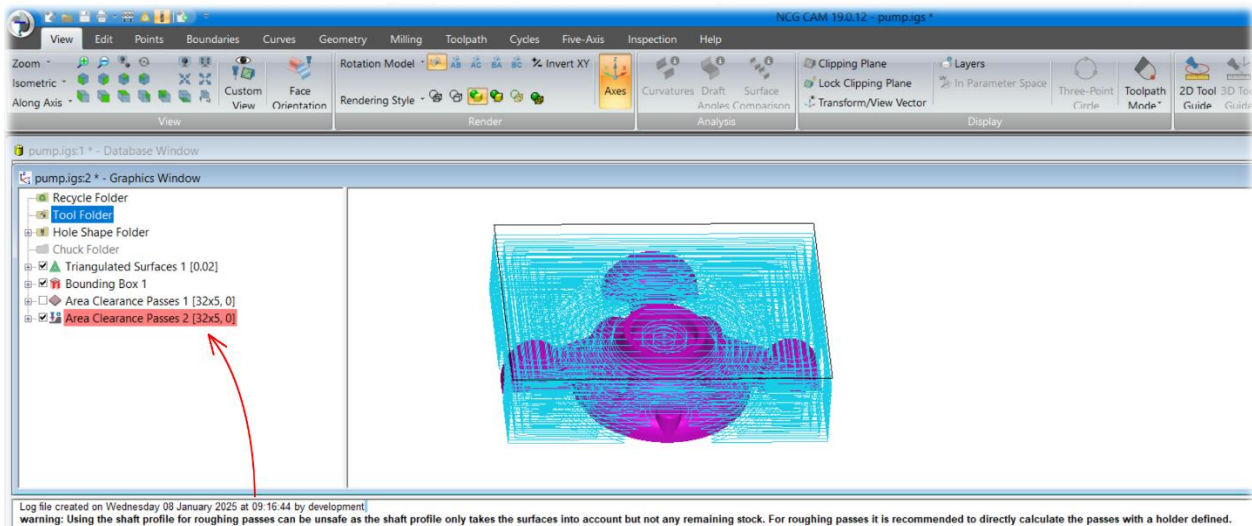 NCG CAM 19.0.12 - pump.igs *
View Edit Points Boundaries Curves Geometry Milling Toolpath Cycles Five-Axis Inspection Help
Zoom
Isometric
Along Axis
Custom View
Face Orientation
View
Rotation Model
AB AC BA BC
Invert XY
Rendering Style
Axes
Render
Curvatures
Draft Angles
Surface Comparison
Analysis
Clipping Plane
Lock Clipping Plane
Transform/View Vector
Layers
In Parameter Space
Three-Point Circle
Toolpath Mode
Display
2D Tool Guide
pump.igs:1 * - Database Window
pump.igs:2 * - Graphics Window
Recycle Folder
Tool Folder
Hole Shape Folder
Chuck Folder
Triangulated Surfaces 1 [0.02]
Bounding Box 1
Area Clearance Passes 1 [32x5, 0]
Area Clearance Passes 2 [32x5, 0]
Log file created on Wednesday 08 January 2025 at 09:16:44 by development
warning: Using the shaft profile for roughing passes can be unsafe as the shaft profile only takes the surfaces into account but not any remaining stock. For roughing passes it is recommended to directly calculate the passes with a holder defined.